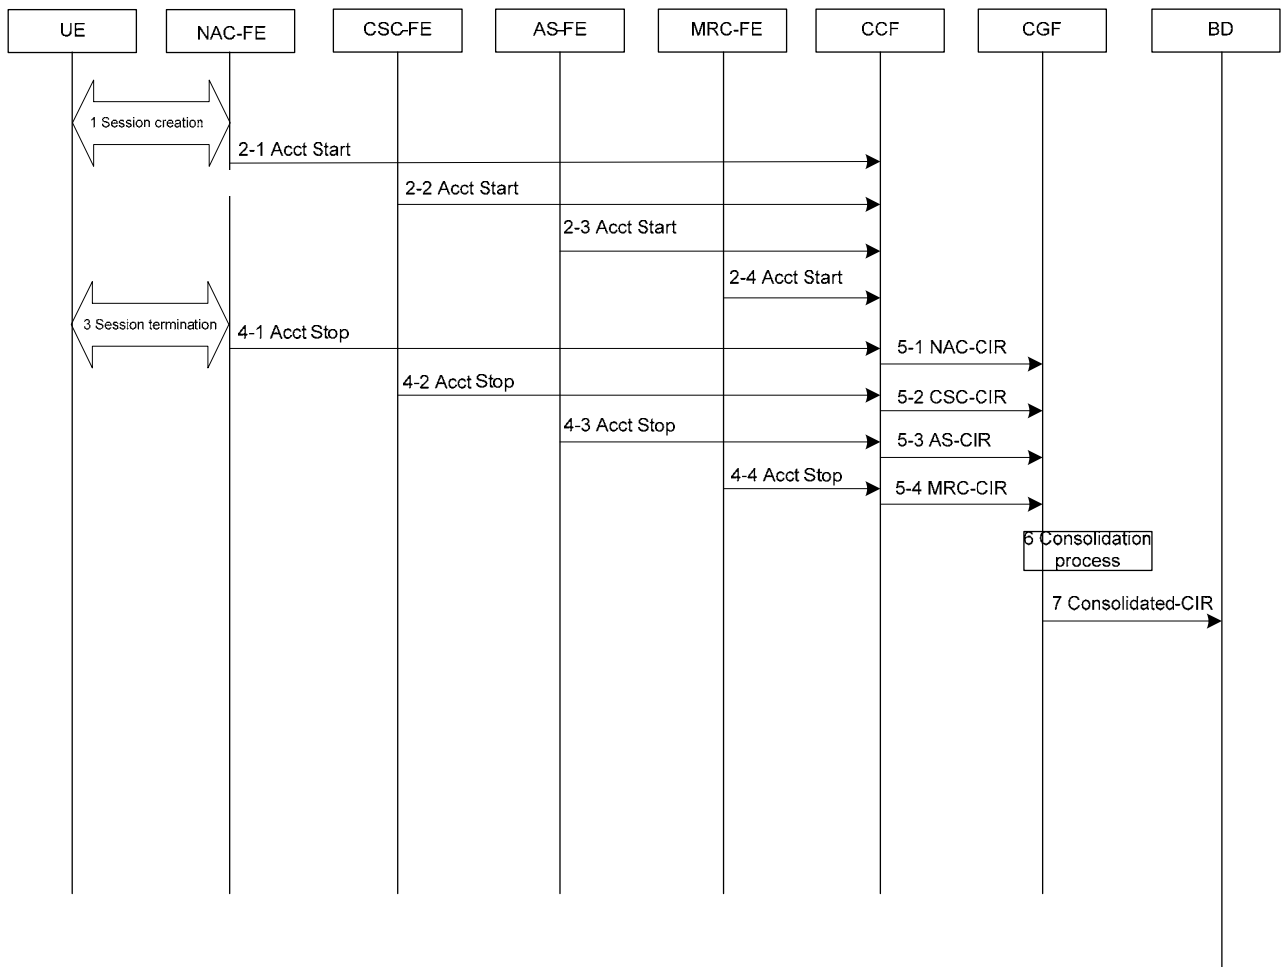 UE
NAC-FE
CSC-FE
AS-FE
MRC-FE
CCF
CGF
BD
1 Session creation
2-1 Acct Start
2-2 Acct Start
2-3 Acct Start
2-4 Acct Start
3 Session termination
4-1 Acct Stop
5-1 NAC-CIR
4-2 Acct Stop
5-2 CSC-CIR
4-3 Acct Stop
5-3 AS-CIR
4-4 Acct Stop
5-4 MRC-CIR
6 Consolidation
process
7 Consolidated-CIR